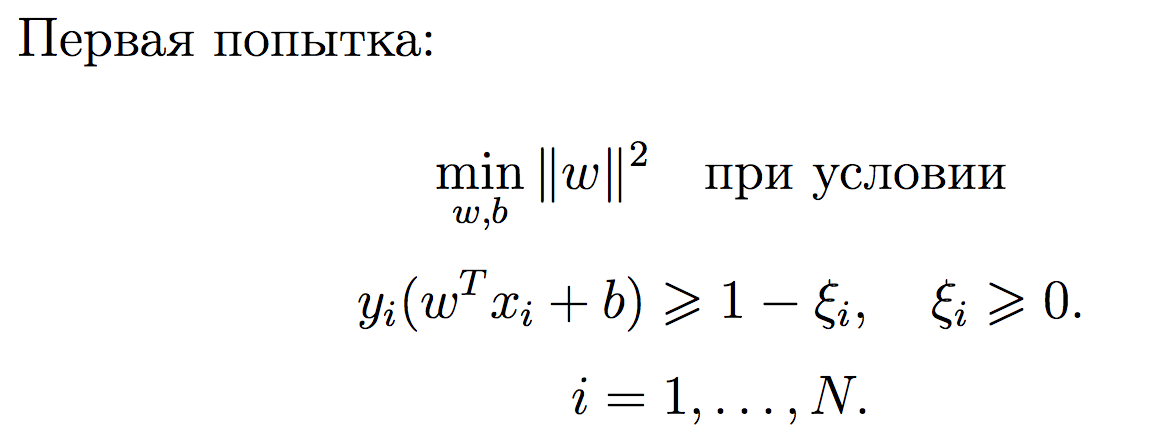 Первая попытка:
min_{w,b} ‖w‖² при условии
y_i(w^T x_i + b) ⩾ 1 − ξ_i, ξ_i ⩾ 0.
i = 1, . . . , N.